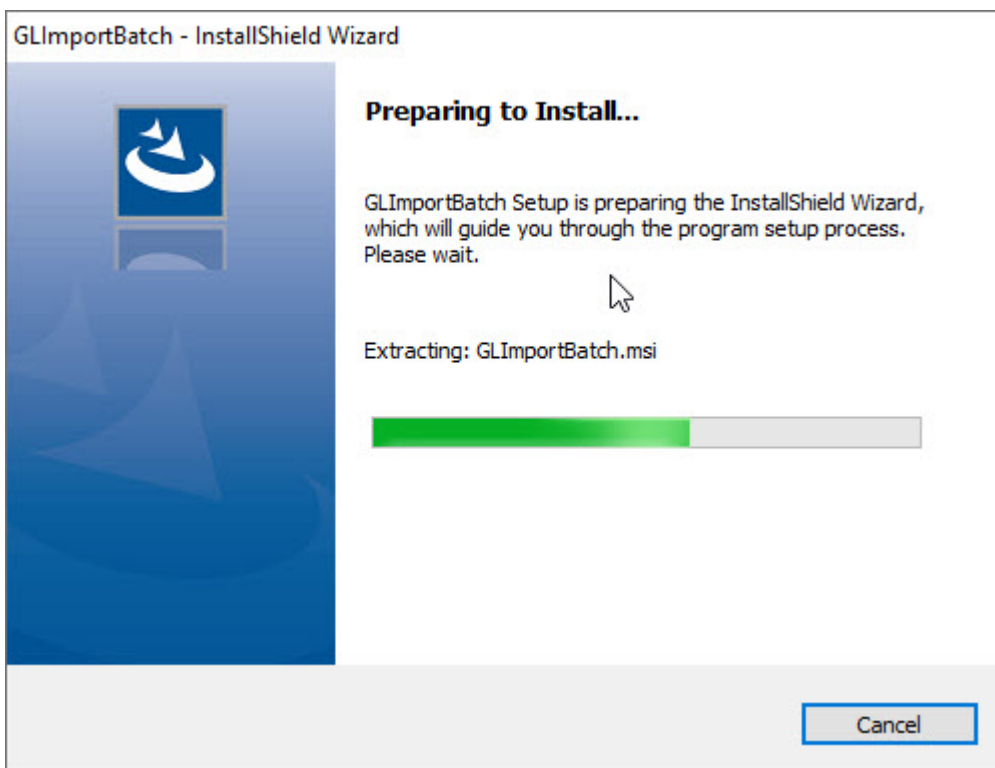 GLImportBatch - InstallShield Wizard
Preparing to Install...
GLImportBatch Setup is preparing the InstallShield Wizard,
which will guide you through the program setup process.
Please wait.
Extracting: GLImportBatch.msi
Cancel